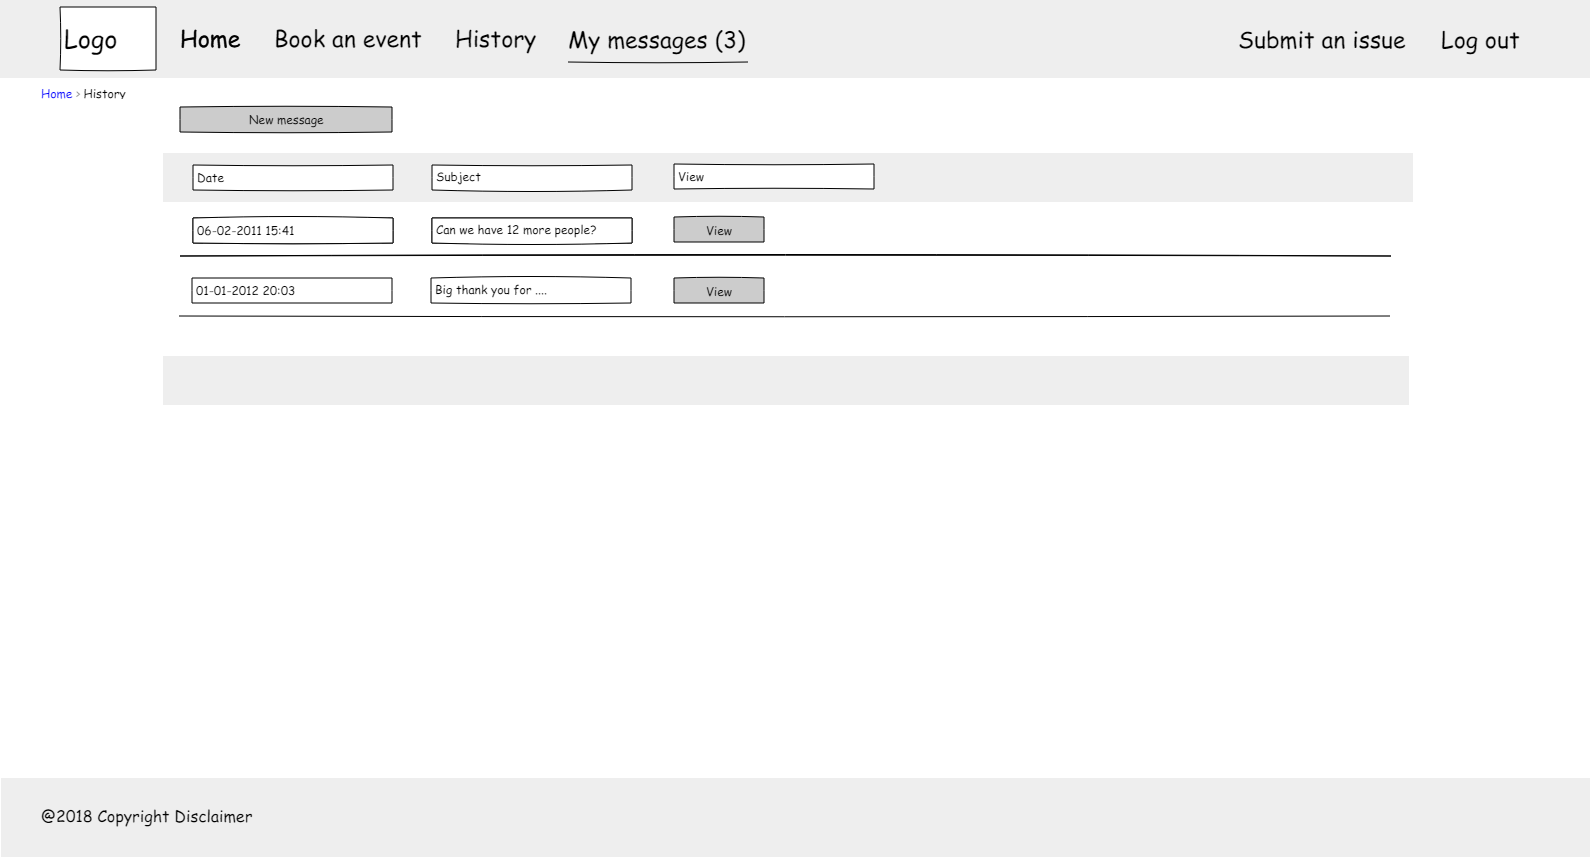 Logo Home Book an event History My messages (3) Submit an issue Log out
Home > History
New message
Date Subject View
06-02-2011 15:41 Can we have 12 more people? View
01-01-2012 20:03 Big thank you for .... View
@2018 Copyright Disclaimer